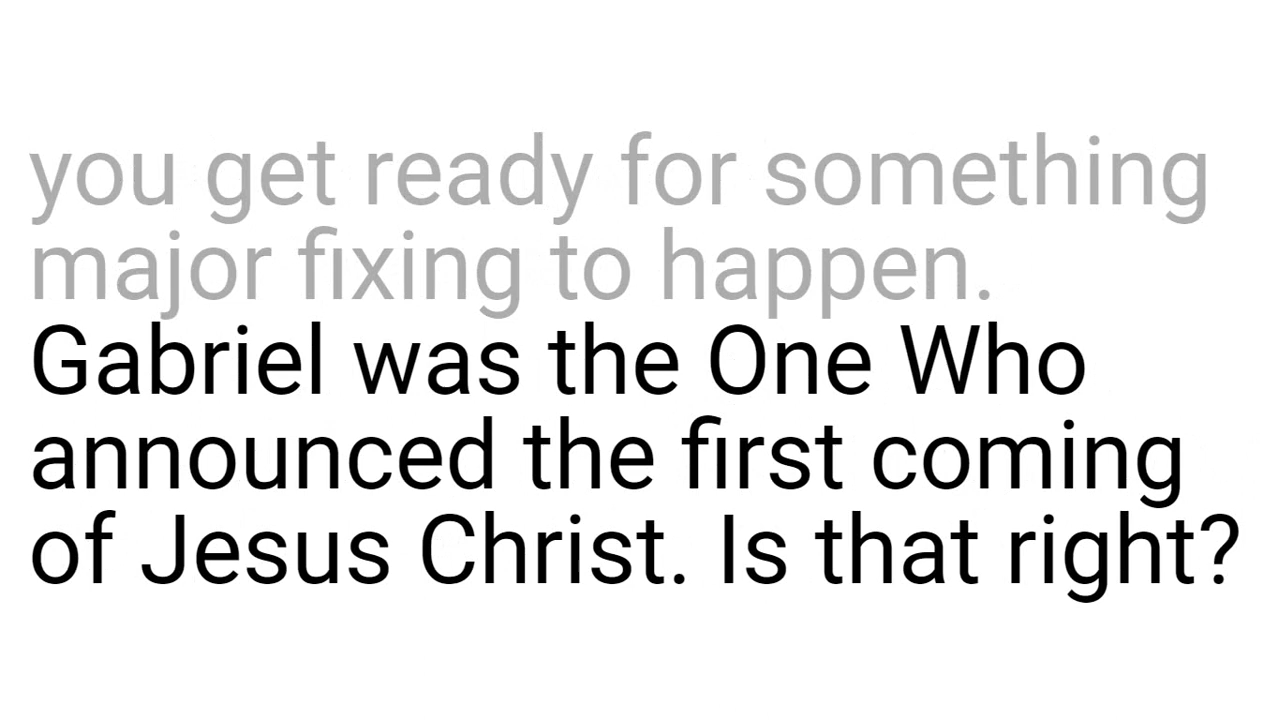 you get ready for something
major fixing to happen.
Gabriel was the One Who
announced the first coming
of Jesus Christ. Is that right?